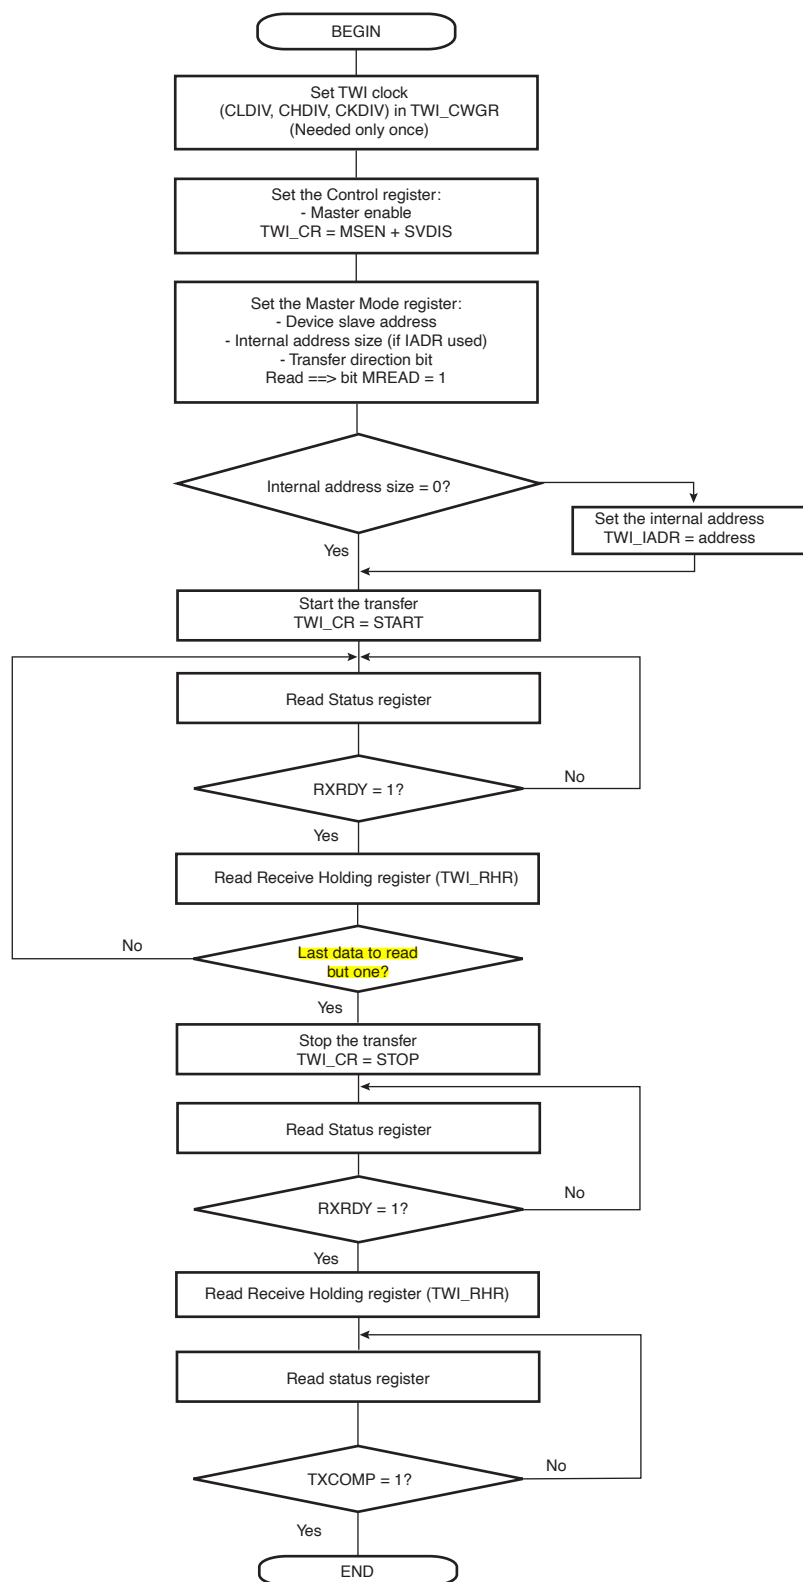 BEGIN
Set TWI clock
(CLDIV, CHDIV, CKDIV) in TWI_CWGR
(Needed only once)
Set the Control register:
- Master enable
TWI_CR = MSEN + SVDIS
Set the Master Mode register:
- Device slave address
- Internal address size (if IADR used)
- Transfer direction bit
Read ==> bit MREAD = 1
Internal address size = 0?
Set the internal address
TWI_IADR = address
Yes
Start the transfer
TWI_CR = START
Read Status register
RXRDY = 1?
No
Yes
Read Receive Holding register (TWI_RHR)
No
Last data to read
but one?
Yes
Stop the transfer
TWI_CR = STOP
Read Status register
No
RXRDY = 1?
Yes
Read Receive Holding register (TWI_RHR)
Read status register
No
TXCOMP = 1?
Yes
END